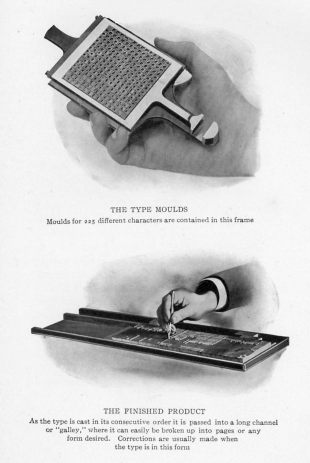 THE TYPE MOULDS
Moulds for 225 different characters are contained in this frame
THE FINISHED PRODUCT
As the type is cast in its consecutive order it is passed into a long channel
or "galley," where it can easily be broken up into pages or any
form desired. Corrections are usually made when
the type is in this form